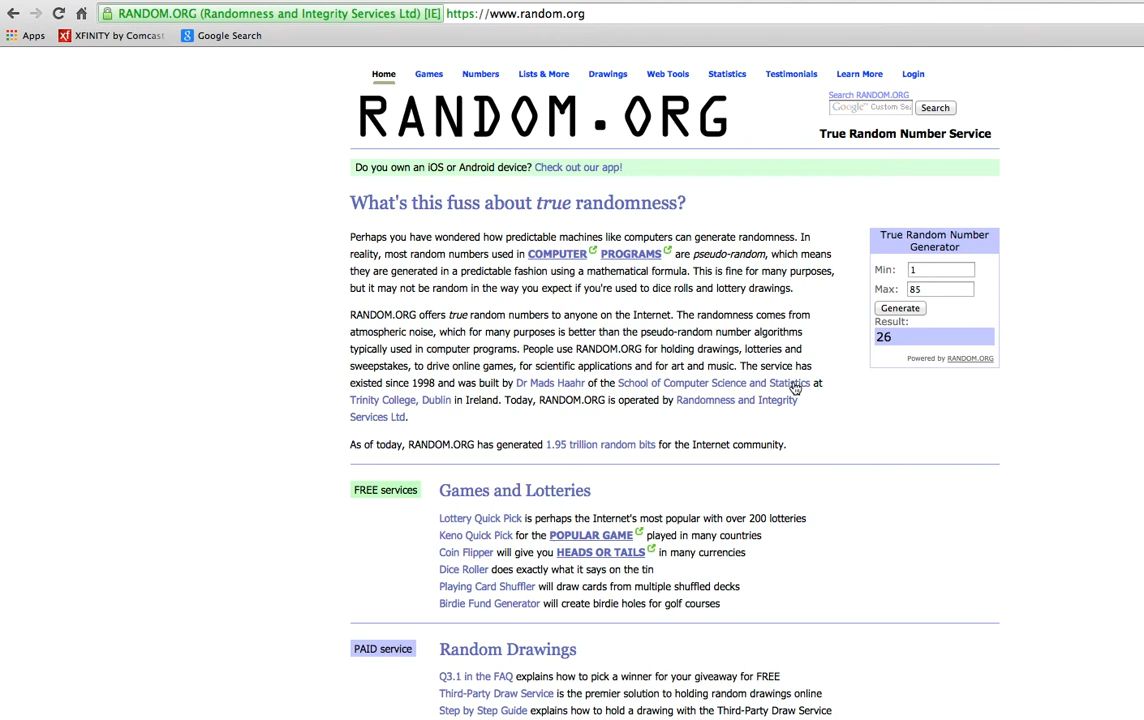 RANDOM.ORG (Randomness and Integrity Services Ltd) [IE] https://www.random.org
Apps XFINITY by Comcast Google Search
Home Games Numbers Lists & More Drawings Web Tools Statistics Testimonials Learn More Login
RANDOM.ORG
Search RANDOM.ORG
Google™ Custom Sea Search
True Random Number Service
Do you own an iOS or Android device? Check out our app!
What's this fuss about true randomness?
Perhaps you have wondered how predictable machines like computers can generate randomness. In
reality, most random numbers used in COMPUTER PROGRAMS are pseudo-random, which means
they are generated in a predictable fashion using a mathematical formula. This is fine for many purposes,
but it may not be random in the way you expect if you're used to dice rolls and lottery drawings.
RANDOM.ORG offers true random numbers to anyone on the Internet. The randomness comes from
atmospheric noise, which for many purposes is better than the pseudo-random number algorithms
typically used in computer programs. People use RANDOM.ORG for holding drawings, lotteries and
sweepstakes, to drive online games, for scientific applications and for art and music. The service has
existed since 1998 and was built by Dr Mads Haahr of the School of Computer Science and Statistics at
Trinity College, Dublin in Ireland. Today, RANDOM.ORG is operated by Randomness and Integrity
Services Ltd.
As of today, RANDOM.ORG has generated 1.95 trillion random bits for the Internet community.
True Random Number
Generator
Min: 1
Max: 85
Generate
Result:
26
Powered by RANDOM.ORG
FREE services
Games and Lotteries
Lottery Quick Pick is perhaps the Internet's most popular with over 200 lotteries
Keno Quick Pick for the POPULAR GAME played in many countries
Coin Flipper will give you HEADS OR TAILS in many currencies
Dice Roller does exactly what it says on the tin
Playing Card Shuffler will draw cards from multiple shuffled decks
Birdie Fund Generator will create birdie holes for golf courses
PAID service
Random Drawings
Q3.1 in the FAQ explains how to pick a winner for your giveaway for FREE
Third-Party Draw Service is the premier solution to holding random drawings online
Step by Step Guide explains how to hold a drawing with the Third-Party Draw Service